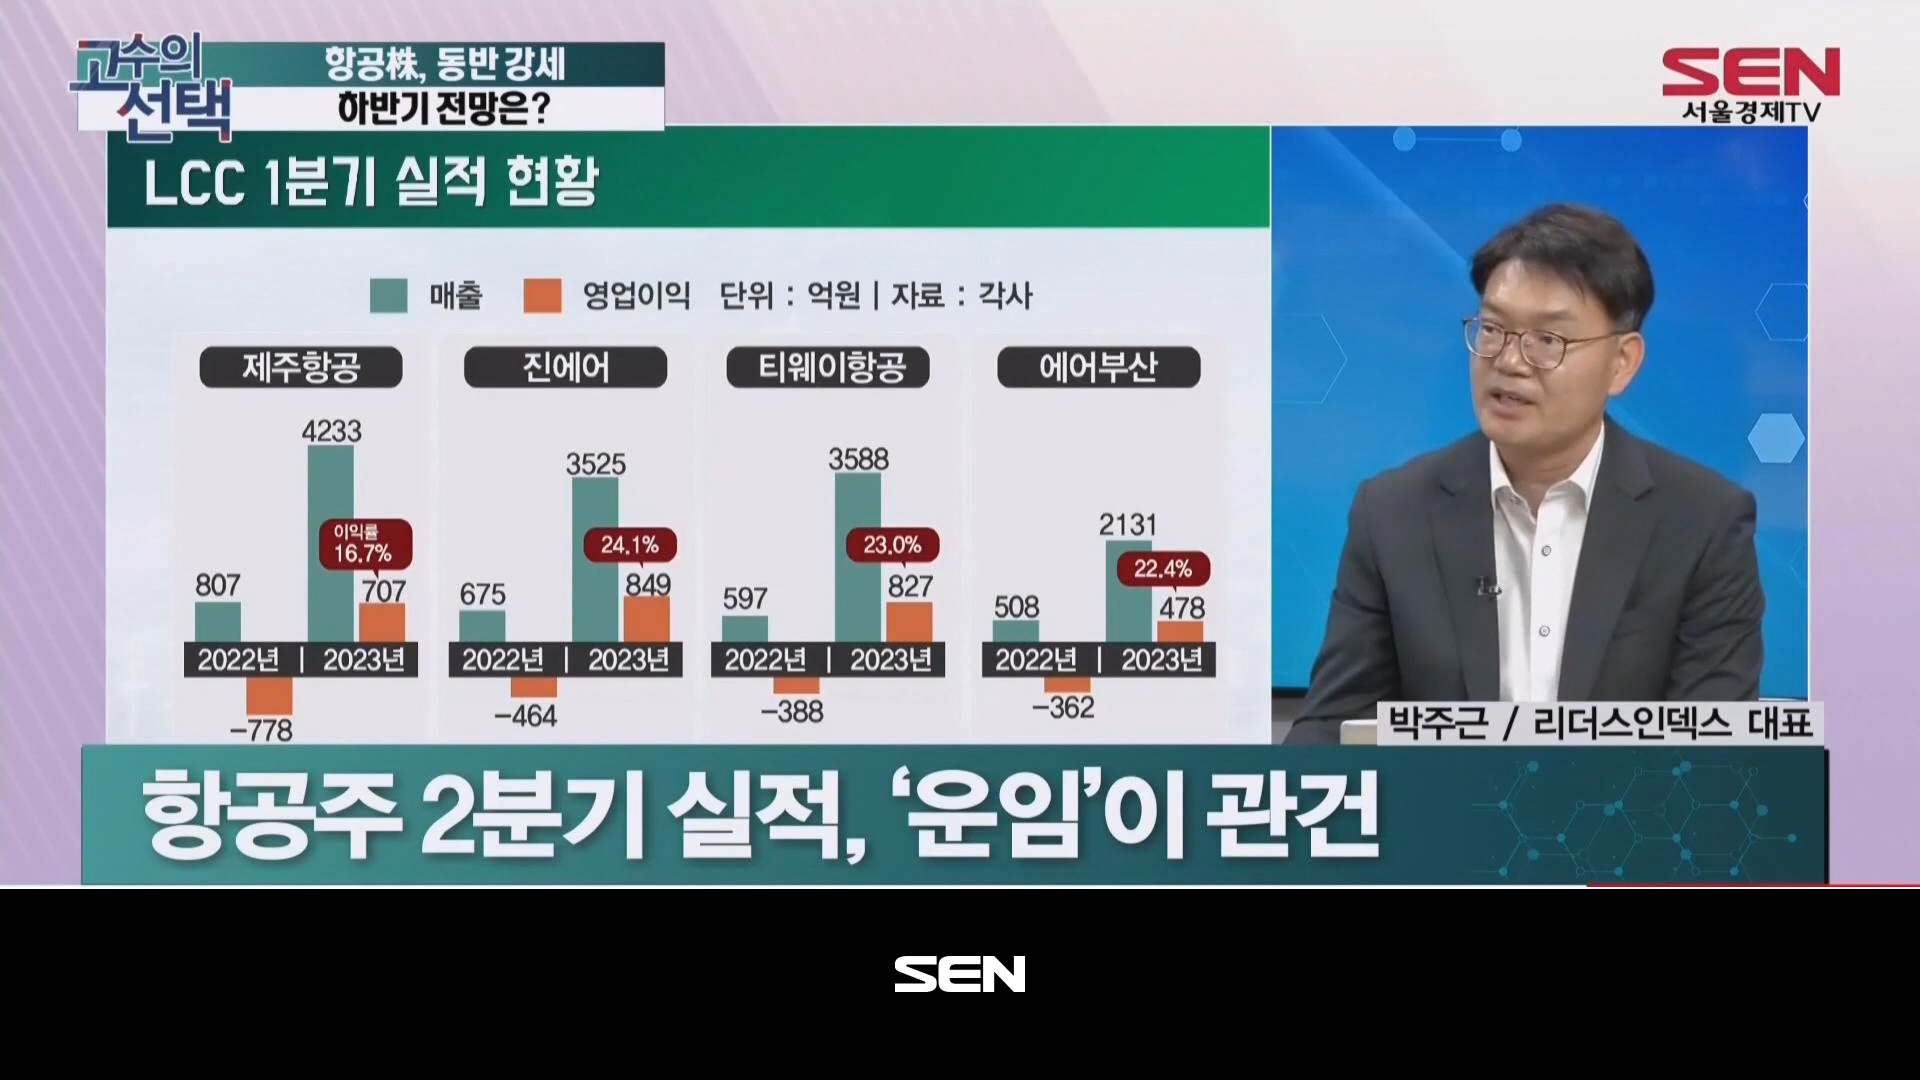 고수의
선택
항공株, 동반 강세
하반기 전망은?
SEN
서울경제TV
LCC 1분기 실적 현황
매출 영업이익 단위 : 억원 | 자료 : 각사
제주항공
807
4233
이익률
16.7%
707
2022년 | 2023년
-778
진에어
675
3525
24.1%
849
2022년 | 2023년
-464
티웨이항공
597
3588
23.0%
827
2022년 | 2023년
-388
에어부산
508
2131
22.4%
478
2022년 | 2023년
-362
박주근 / 리더스인덱스 대표
항공주 2분기 실적, ‘운임’이 관건
SEN